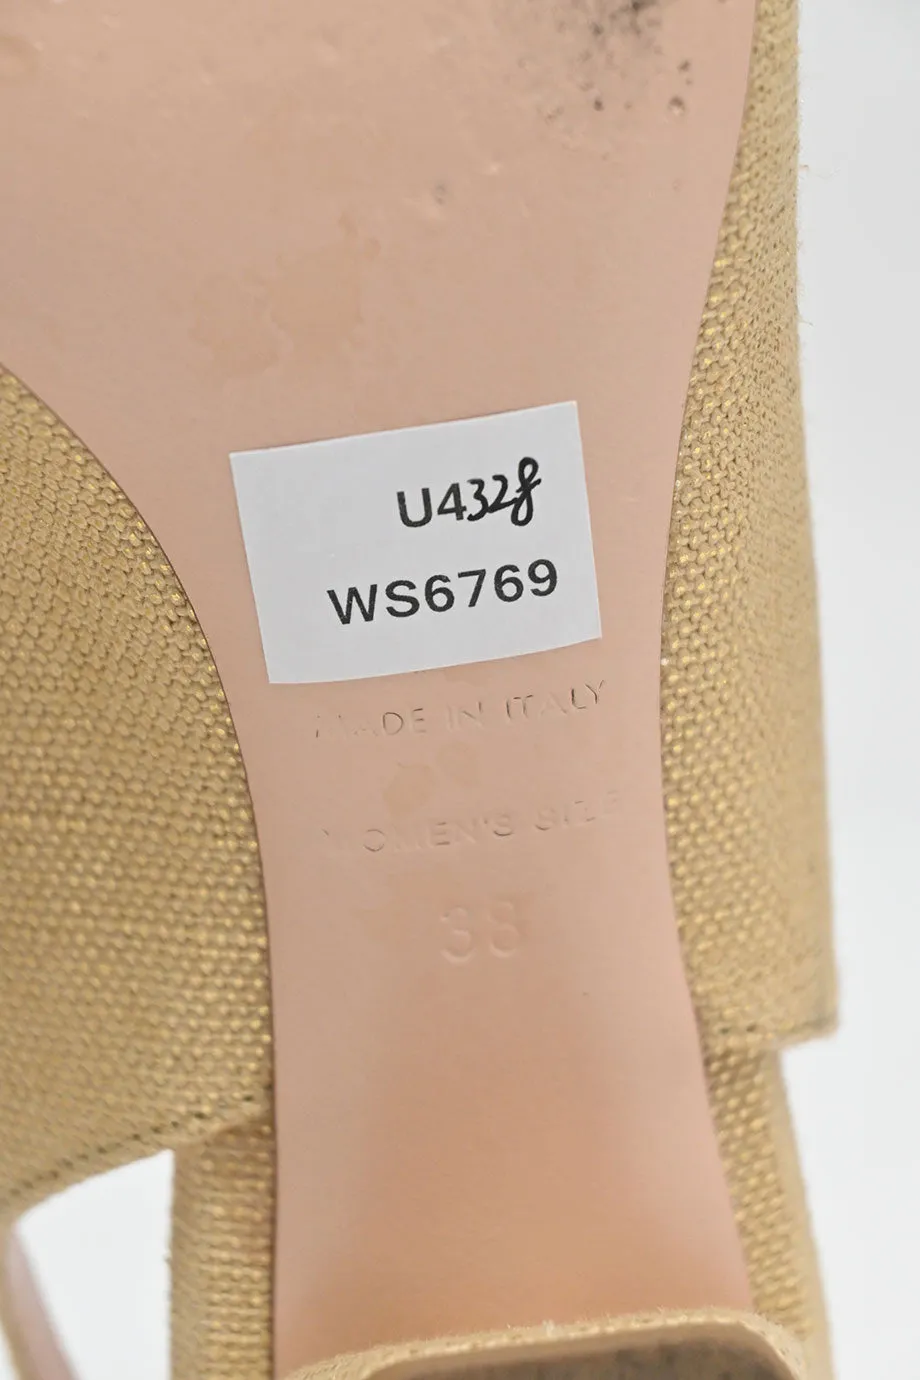 U4328
WS6769
MADE IN ITALY
WOMEN'S SIZE
38